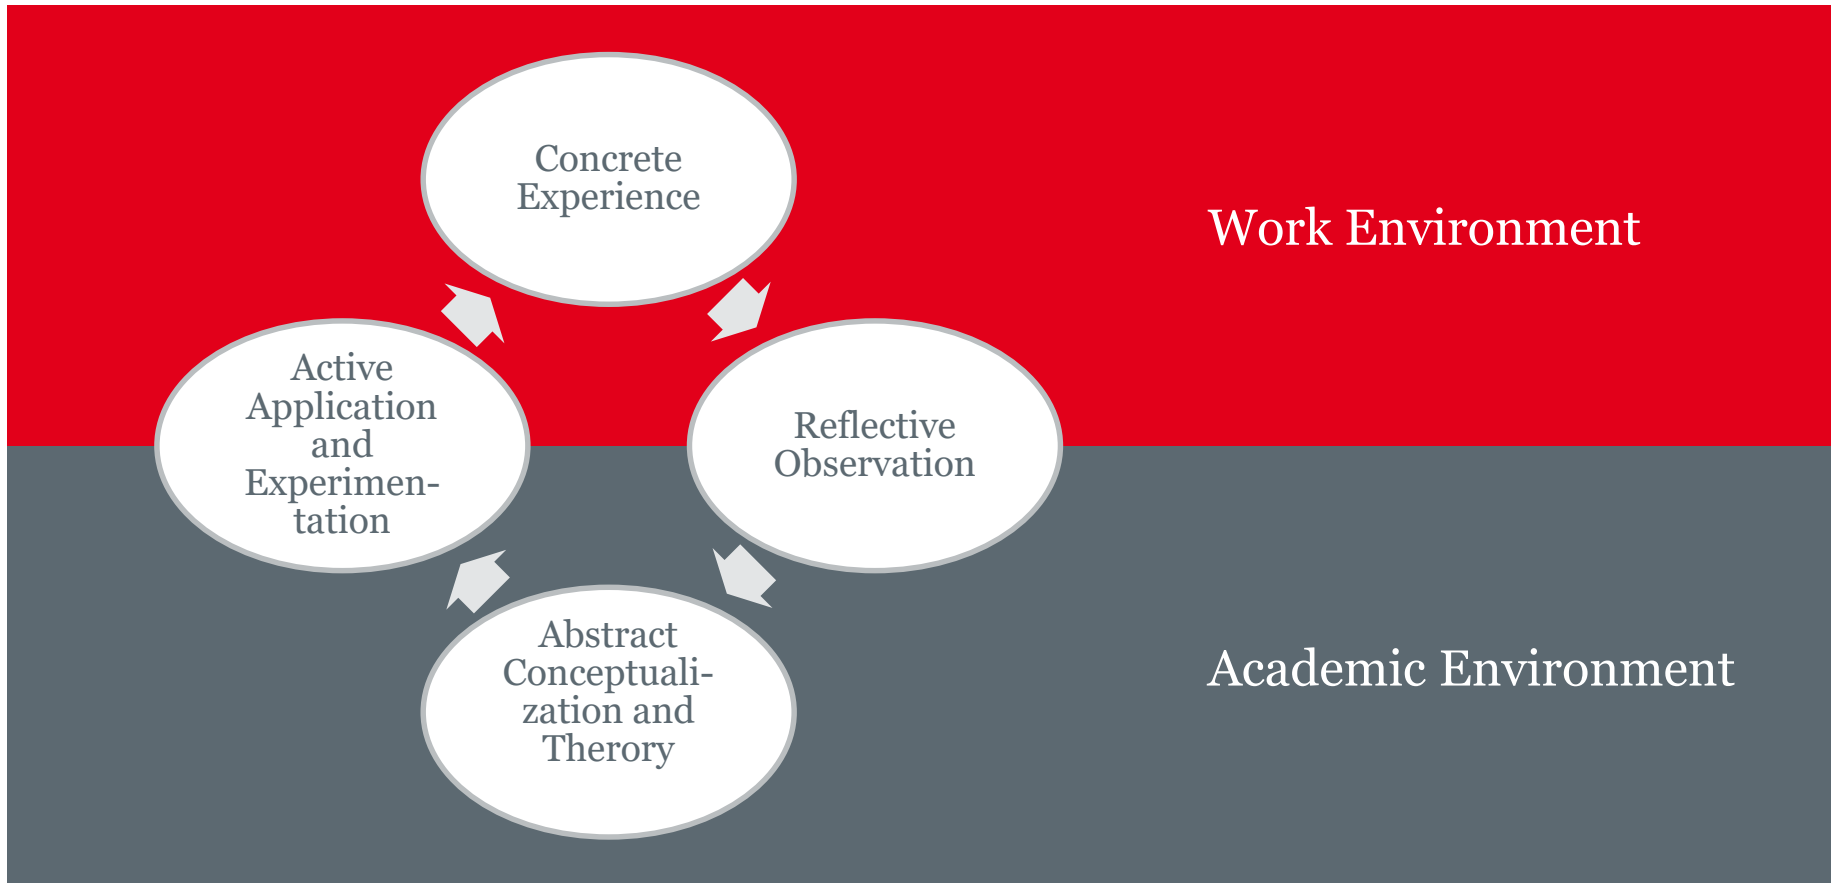 Concrete
Experience
Work Environment
Active
Application
and
Experimen-
tation
Reflective
Observation
Abstract
Conceptuali-
zation and
Therory
Academic Environment